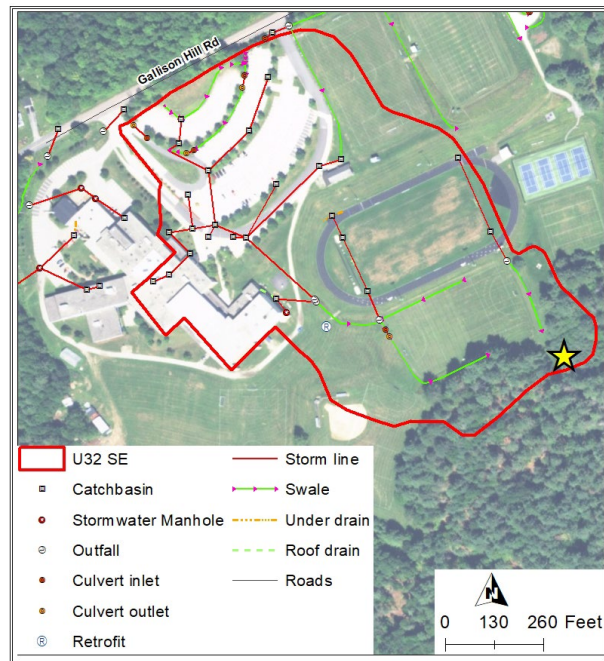 Gallison Hill Rd
R
U32 SE
Catchbasin
Stormwater Manhole
Outfall
Culvert inlet
Culvert outlet
R Retrofit
Storm line
Swale
Under drain
Roof drain
Roads
N
0 130 260 Feet